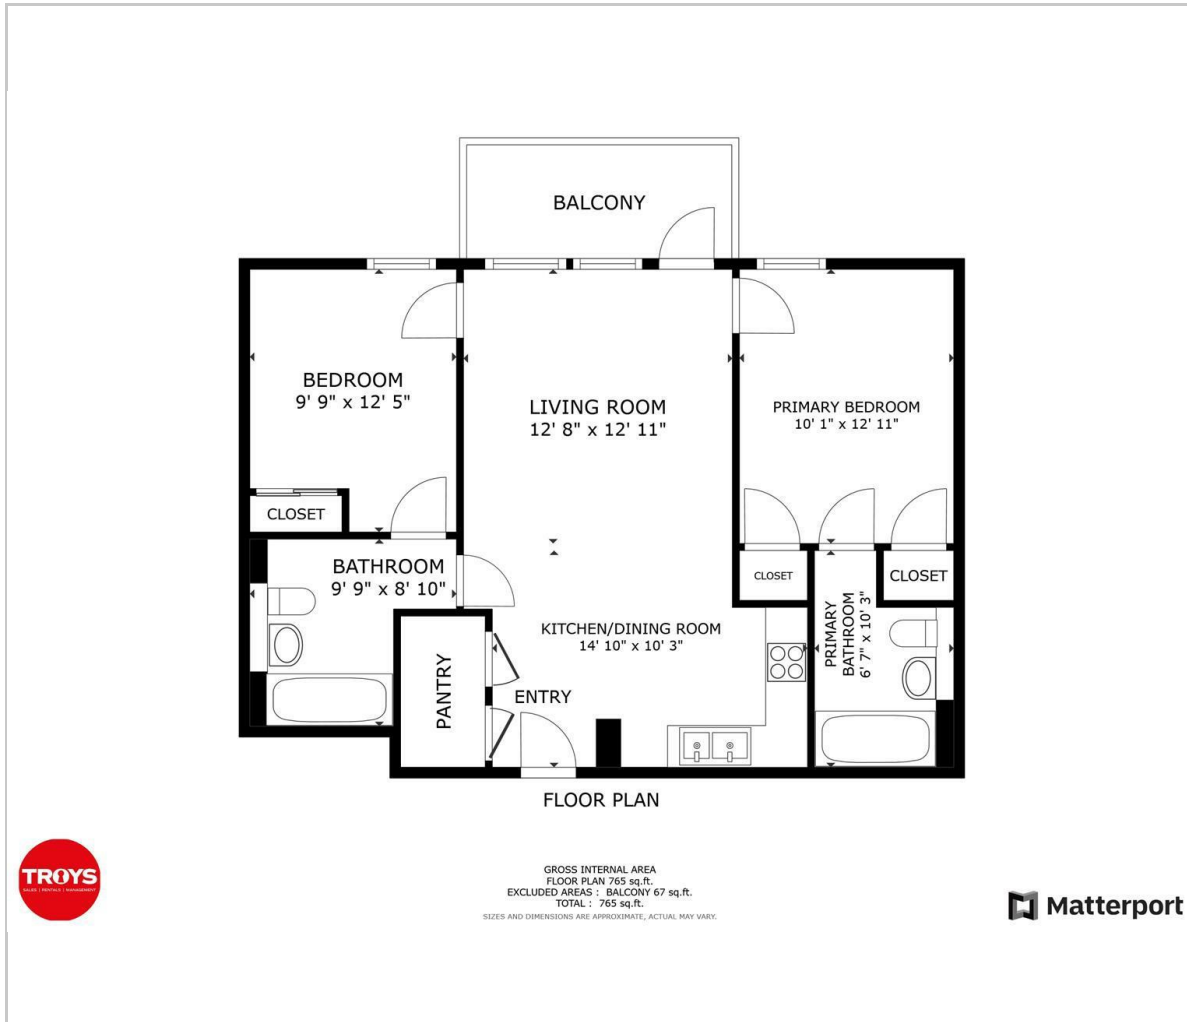 BALCONY
BEDROOM
9' 9" x 12' 5"
LIVING ROOM
12' 8" x 12' 11"
PRIMARY BEDROOM
10' 1" x 12' 11"
CLOSET
BATHROOM
9' 9" x 8' 10"
CLOSET
CLOSET
KITCHEN/DINING ROOM
14' 10" x 10' 3"
PRIMARY
BATHROOM
6' 7" x 10' 3"
PANTRY
ENTRY
FLOOR PLAN
TROYS
SALES | RENTALS | MANAGEMENT
GROSS INTERNAL AREA
FLOOR PLAN 765 sq.ft.
EXCLUDED AREAS : BALCONY 67 sq.ft.
TOTAL : 765 sq.ft.
SIZES AND DIMENSIONS ARE APPROXIMATE, ACTUAL MAY VARY.
Matterport